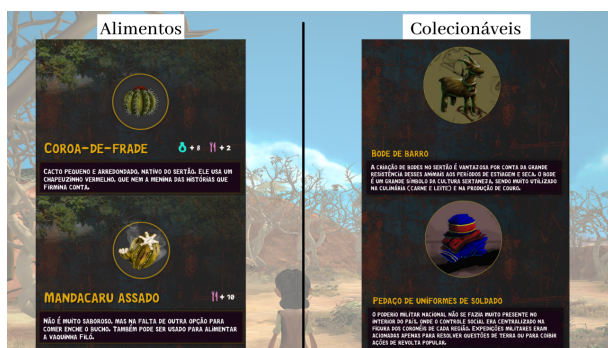 Alimentos
COROA-DE-FRADE
+ 5
+ 2
CACTO PEQUENO E ARREDONDADO, NATIVO DO SERTÃO. ELE USA UM
CHAPEUZINHO VERMELHO, QUE NEM A MENINA DAS HISTÓRIAS QUE
FIRMINA CONTA.
MANDACARU ASSADO
+ 10
NÃO É MUITO SABOROSO, MAS NA FALTA DE OUTRA OPÇÃO PARA
COMER ENCHE O BUCHO. TAMBÉM PODE SER USADO PARA ALIMENTAR
A VAQUINHA FILÓ.
Colecionáveis
BODE DE BARRO
A CRIAÇÃO DE BODES NO SERTÃO É VANTAJOSA POR CONTA DA GRANDE
RESISTÊNCIA DESSES ANIMAIS AOS PERÍODOS DE ESTIAGEM E SECA. O BODE
É UM GRANDE SÍMBOLO DA CULTURA SERTANEJA, SENDO MUITO UTILIZADO
NA CULINÁRIA (CARNE E LEITE) E NA PRODUÇÃO DE COURO.
PEDAÇO DE UNIFORMES DE SOLDADO
O PODERIO MILITAR NACIONAL NÃO SE FAZIA MUITO PRESENTE NO
INTERIOR DO PAÍS, ONDE O CONTROLE SOCIAL ERA CENTRALIZADO NA
FIGURA DOS CORONÉIS DE CADA REGIÃO. EXPEDIÇÕES MILITARES ERAM
ACIONADAS APENAS PARA RESOLVER QUESTÕES DE TERRA OU PARA COIBIR
AÇÕES DE REVOLTA POPULAR.